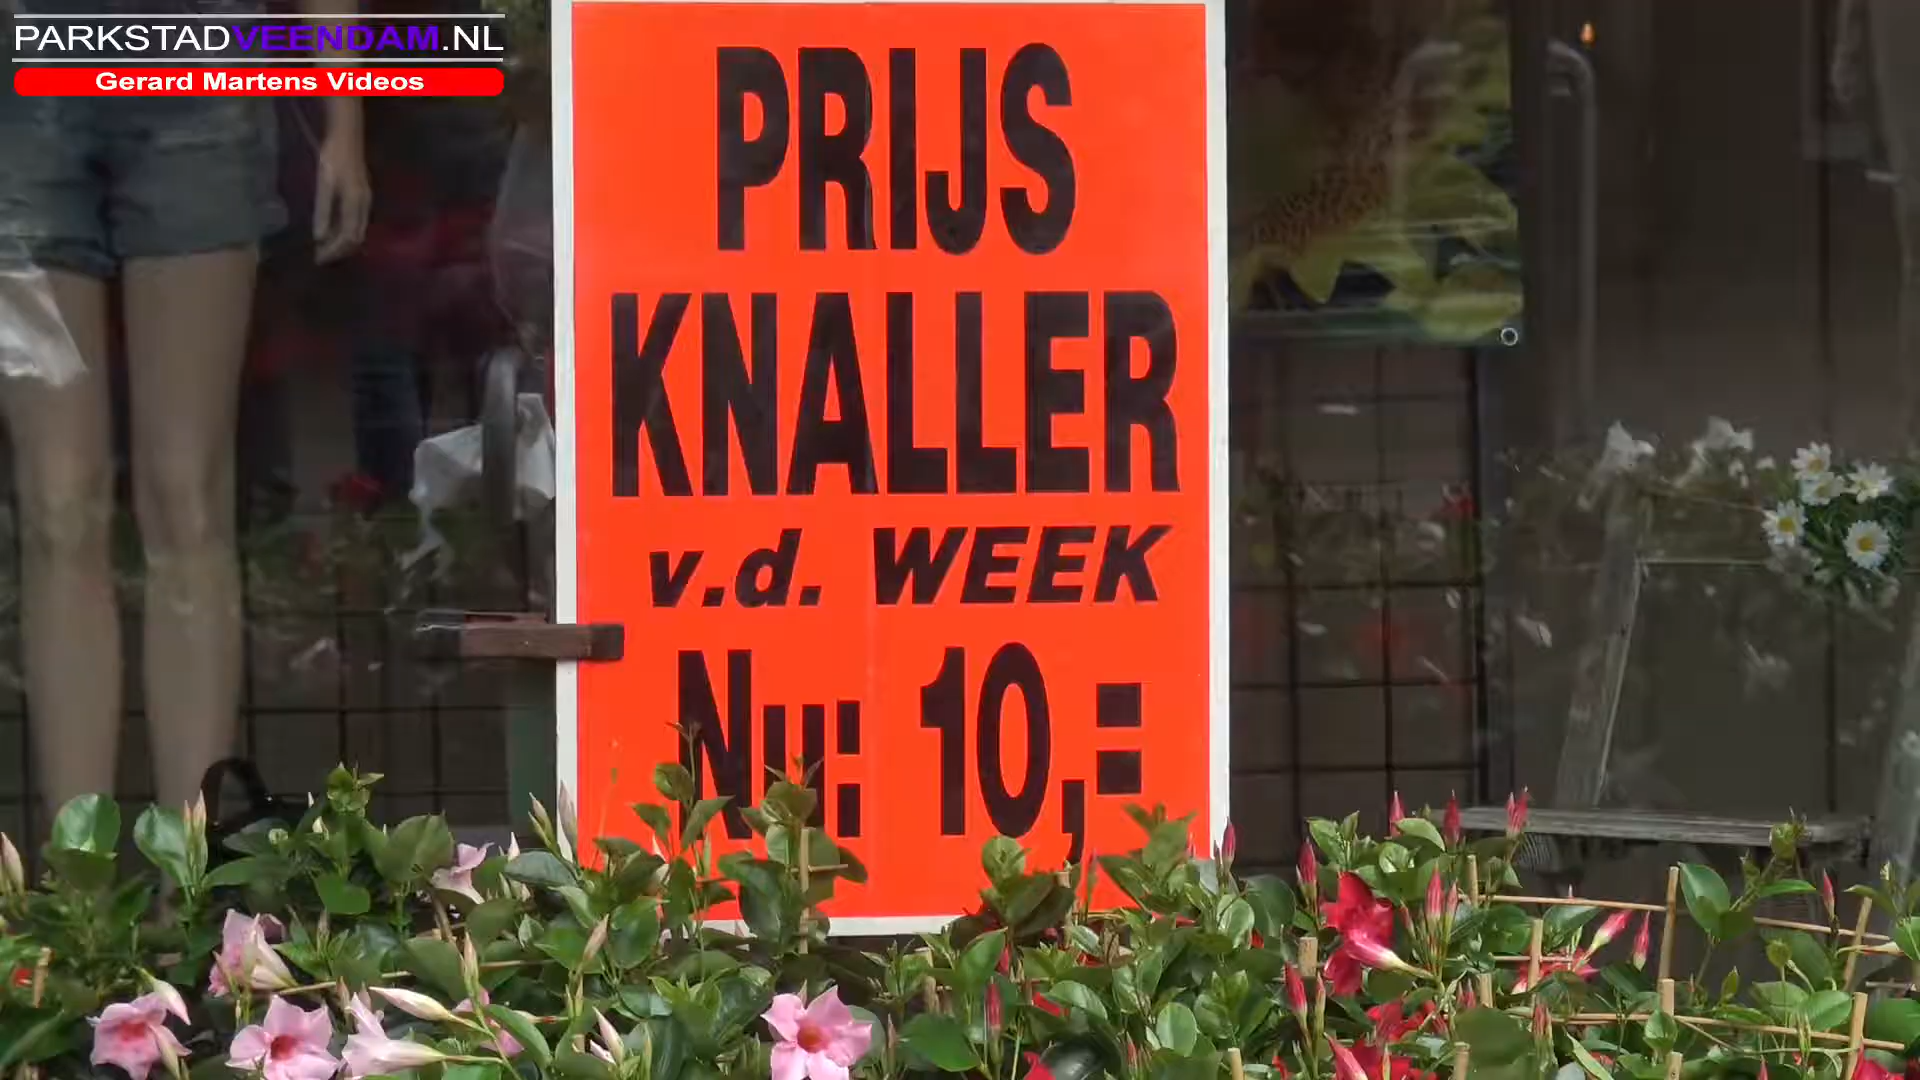 PARKSTADVEENDAM.NL
Gerard Martens Videos
PRIJS
KNALLER
v.d. WEEK
Nu: 10,=